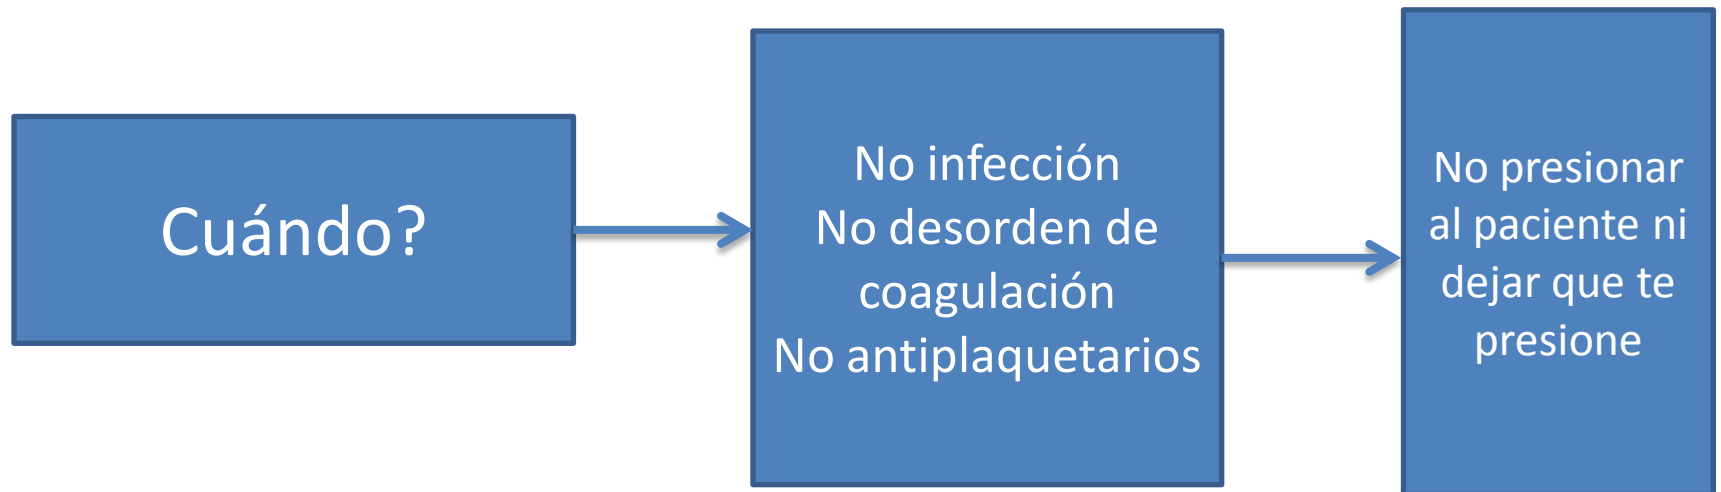 Cuándo?
No infección
No desorden de
coagulación
No antiplaquetarios
No presionar
al paciente ni
dejar que te
presione